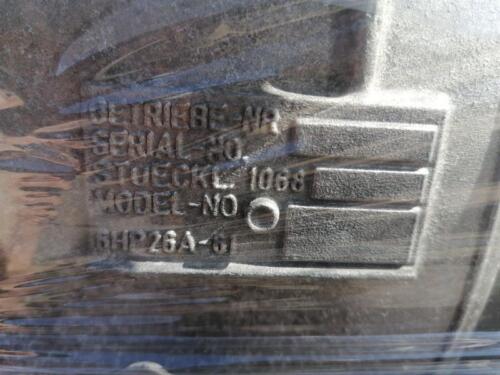 GETRIEBE-NR
SERIAL-NO.
STUECKL. 1068
MODEL-NO
6HP26A-61